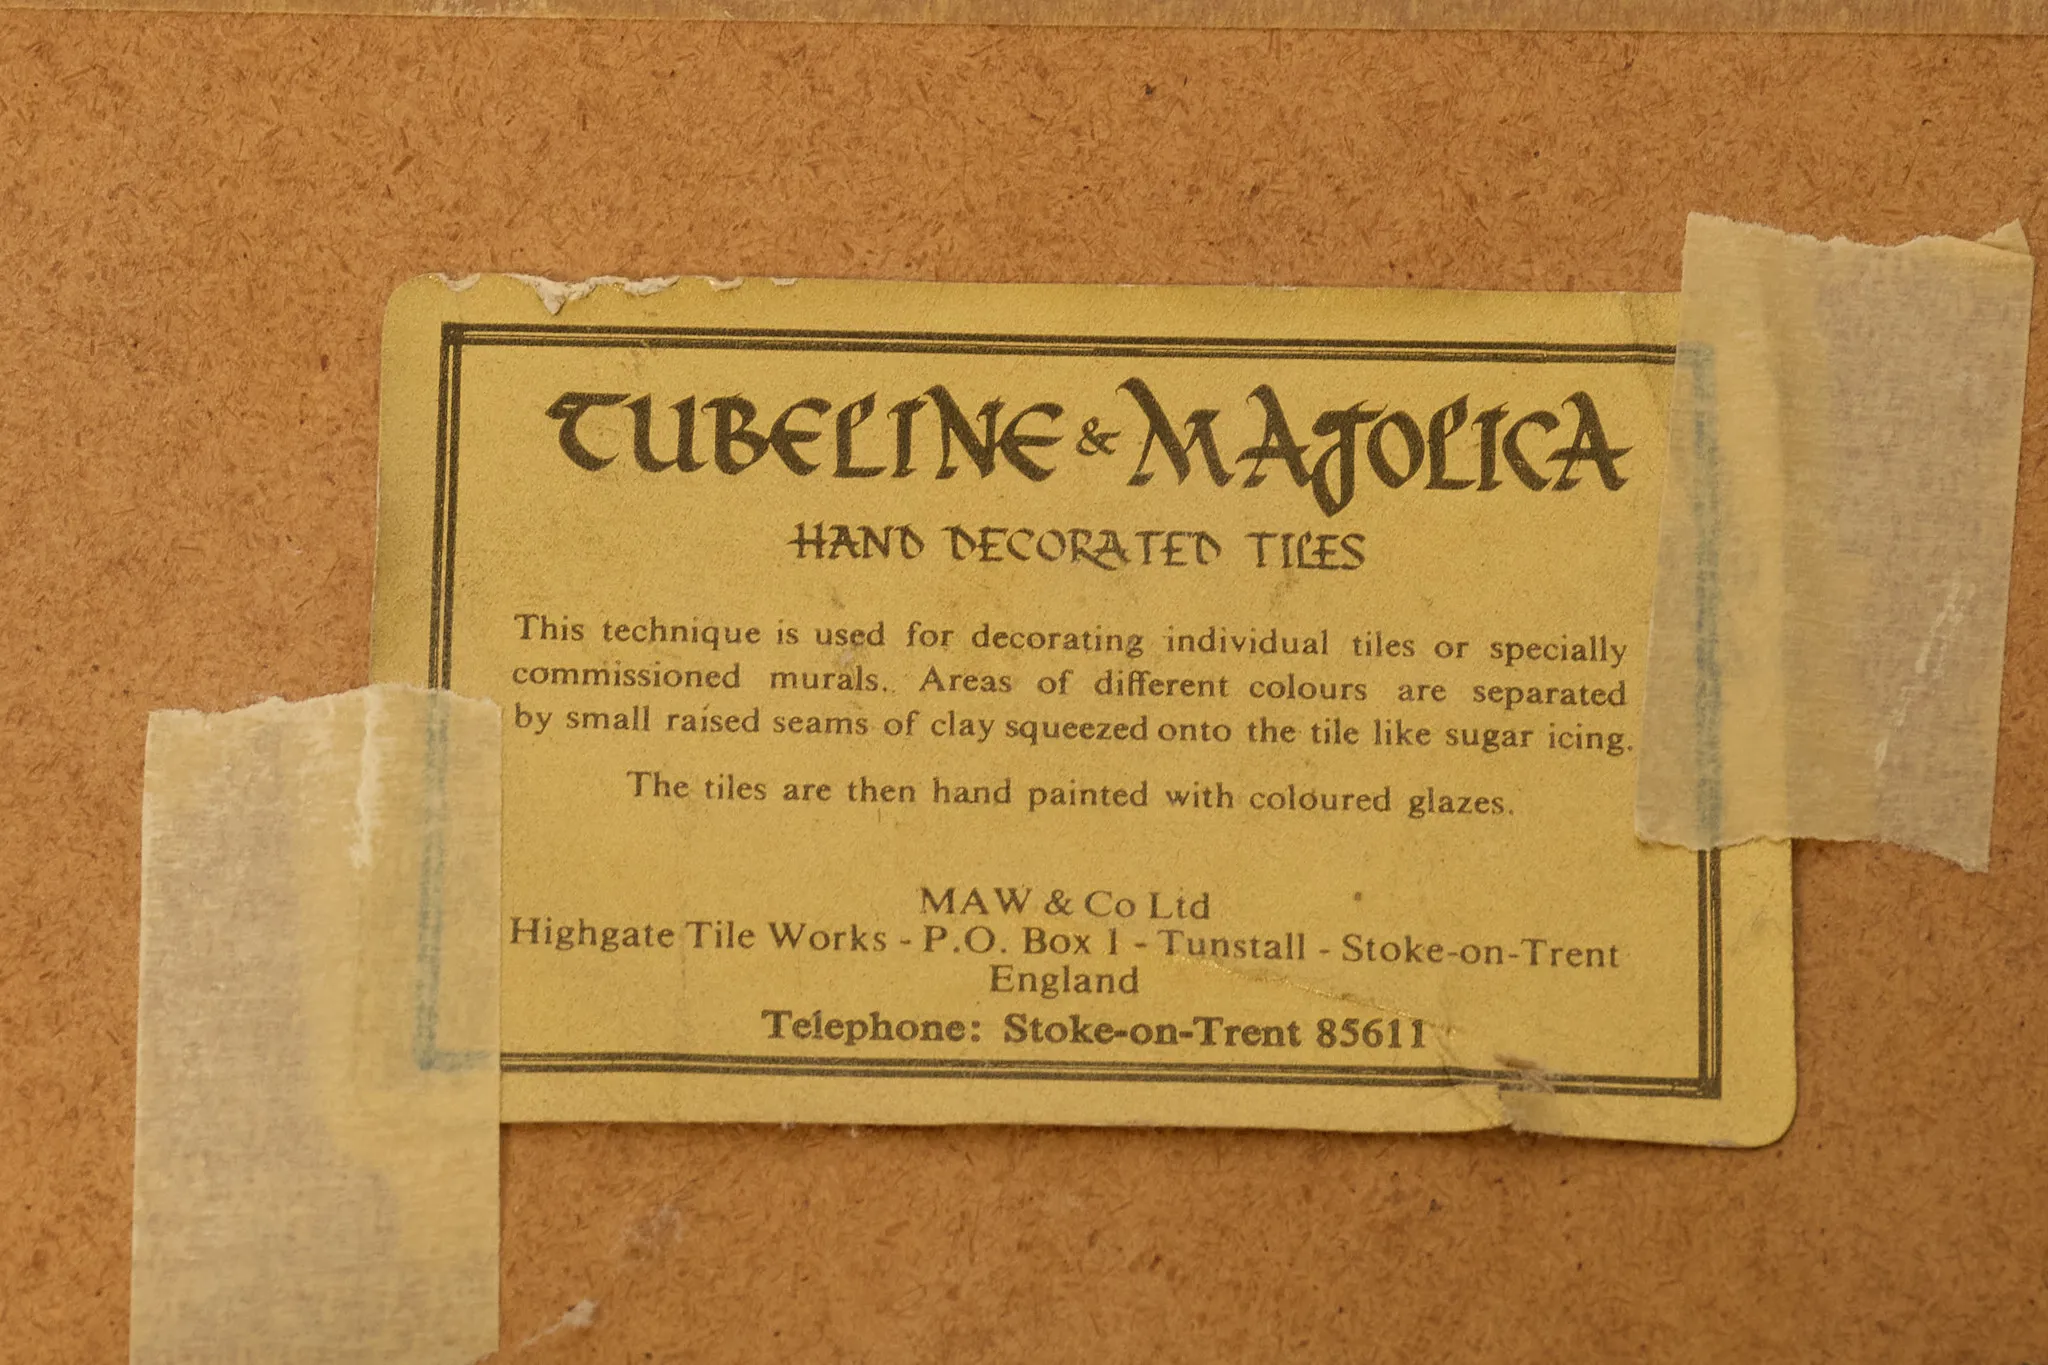 TUBELINE & MAJOLICA
HAND DECORATED TILES
This technique is used for decorating individual tiles or specially
commissioned murals. Areas of different colours are separated
by small raised seams of clay squeezed onto the tile like sugar icing.
The tiles are then hand painted with coloured glazes.
MAW & Co Ltd
Highgate Tile Works - P.O. Box 1 - Tunstall - Stoke-on-Trent
England
Telephone: Stoke-on-Trent 85611